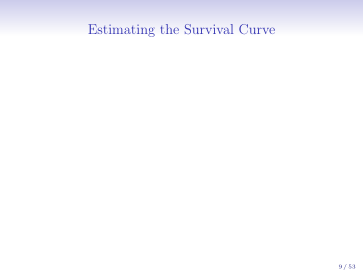 Estimating the Survival Curve
9 / 53